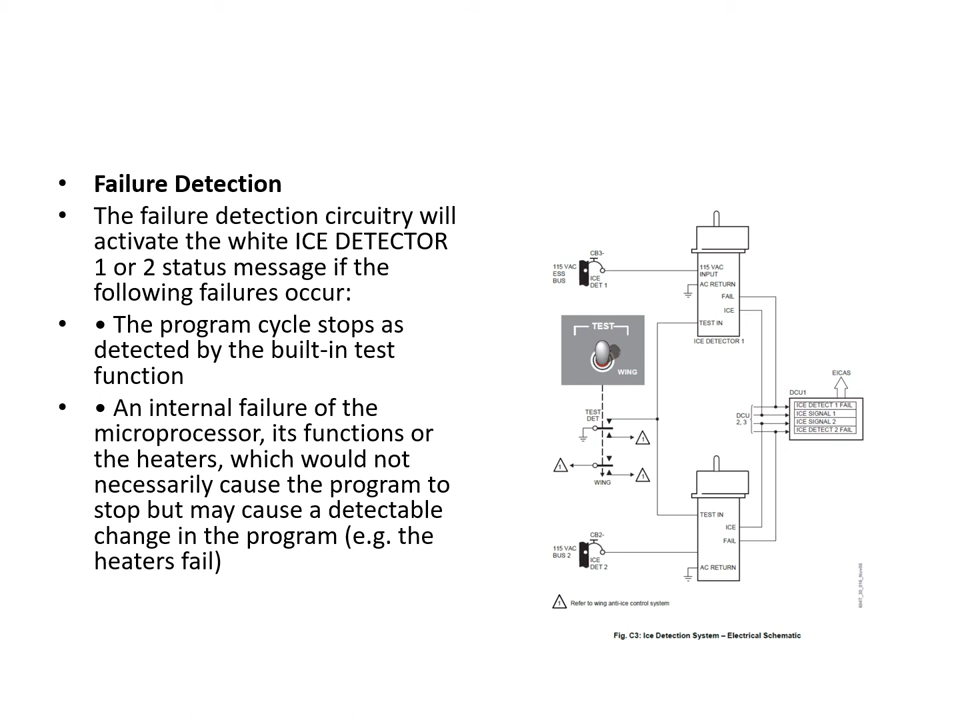 • Failure Detection
• The failure detection circuitry will
activate the white ICE DETECTOR
1 or 2 status message if the
following failures occur:
• • The program cycle stops as
detected by the built-in test
function
• • An internal failure of the
microprocessor, its functions or
the heaters, which would not
necessarily cause the program to
stop but may cause a detectable
change in the program (e.g. the
heaters fail)
CB3-
115 VAC
ESS
BUS
ICE
DET 1
115 VAC
INPUT
AC RETURN
FAIL
ICE
TEST IN
ICE DETECTOR 1
TEST
WING
TEST
DET
1
1
1
WING
EICAS
DCU1
DCU
2, 3
ICE DETECT 1 FAIL
ICE SIGNAL 1
ICE SIGNAL 2
ICE DETECT 2 FAIL
TEST IN
ICE
FAIL
AC RETURN
CB2-
115 VAC
BUS 2
ICE
DET 2
1 Refer to wing anti-ice control system
Fig. C3: Ice Detection System – Electrical Schematic